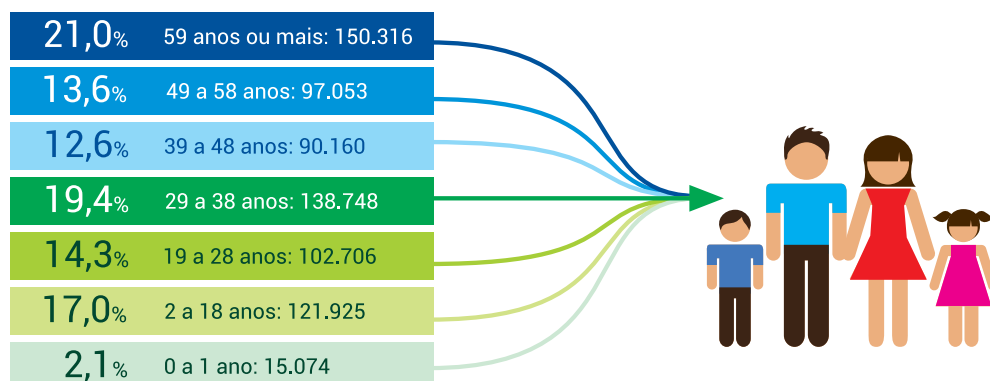 21,0% 59 anos ou mais: 150.316
13,6% 49 a 58 anos: 97.053
12,6% 39 a 48 anos: 90.160
19,4% 29 a 38 anos: 138.748
14,3% 19 a 28 anos: 102.706
17,0% 2 a 18 anos: 121.925
2,1% 0 a 1 ano: 15.074